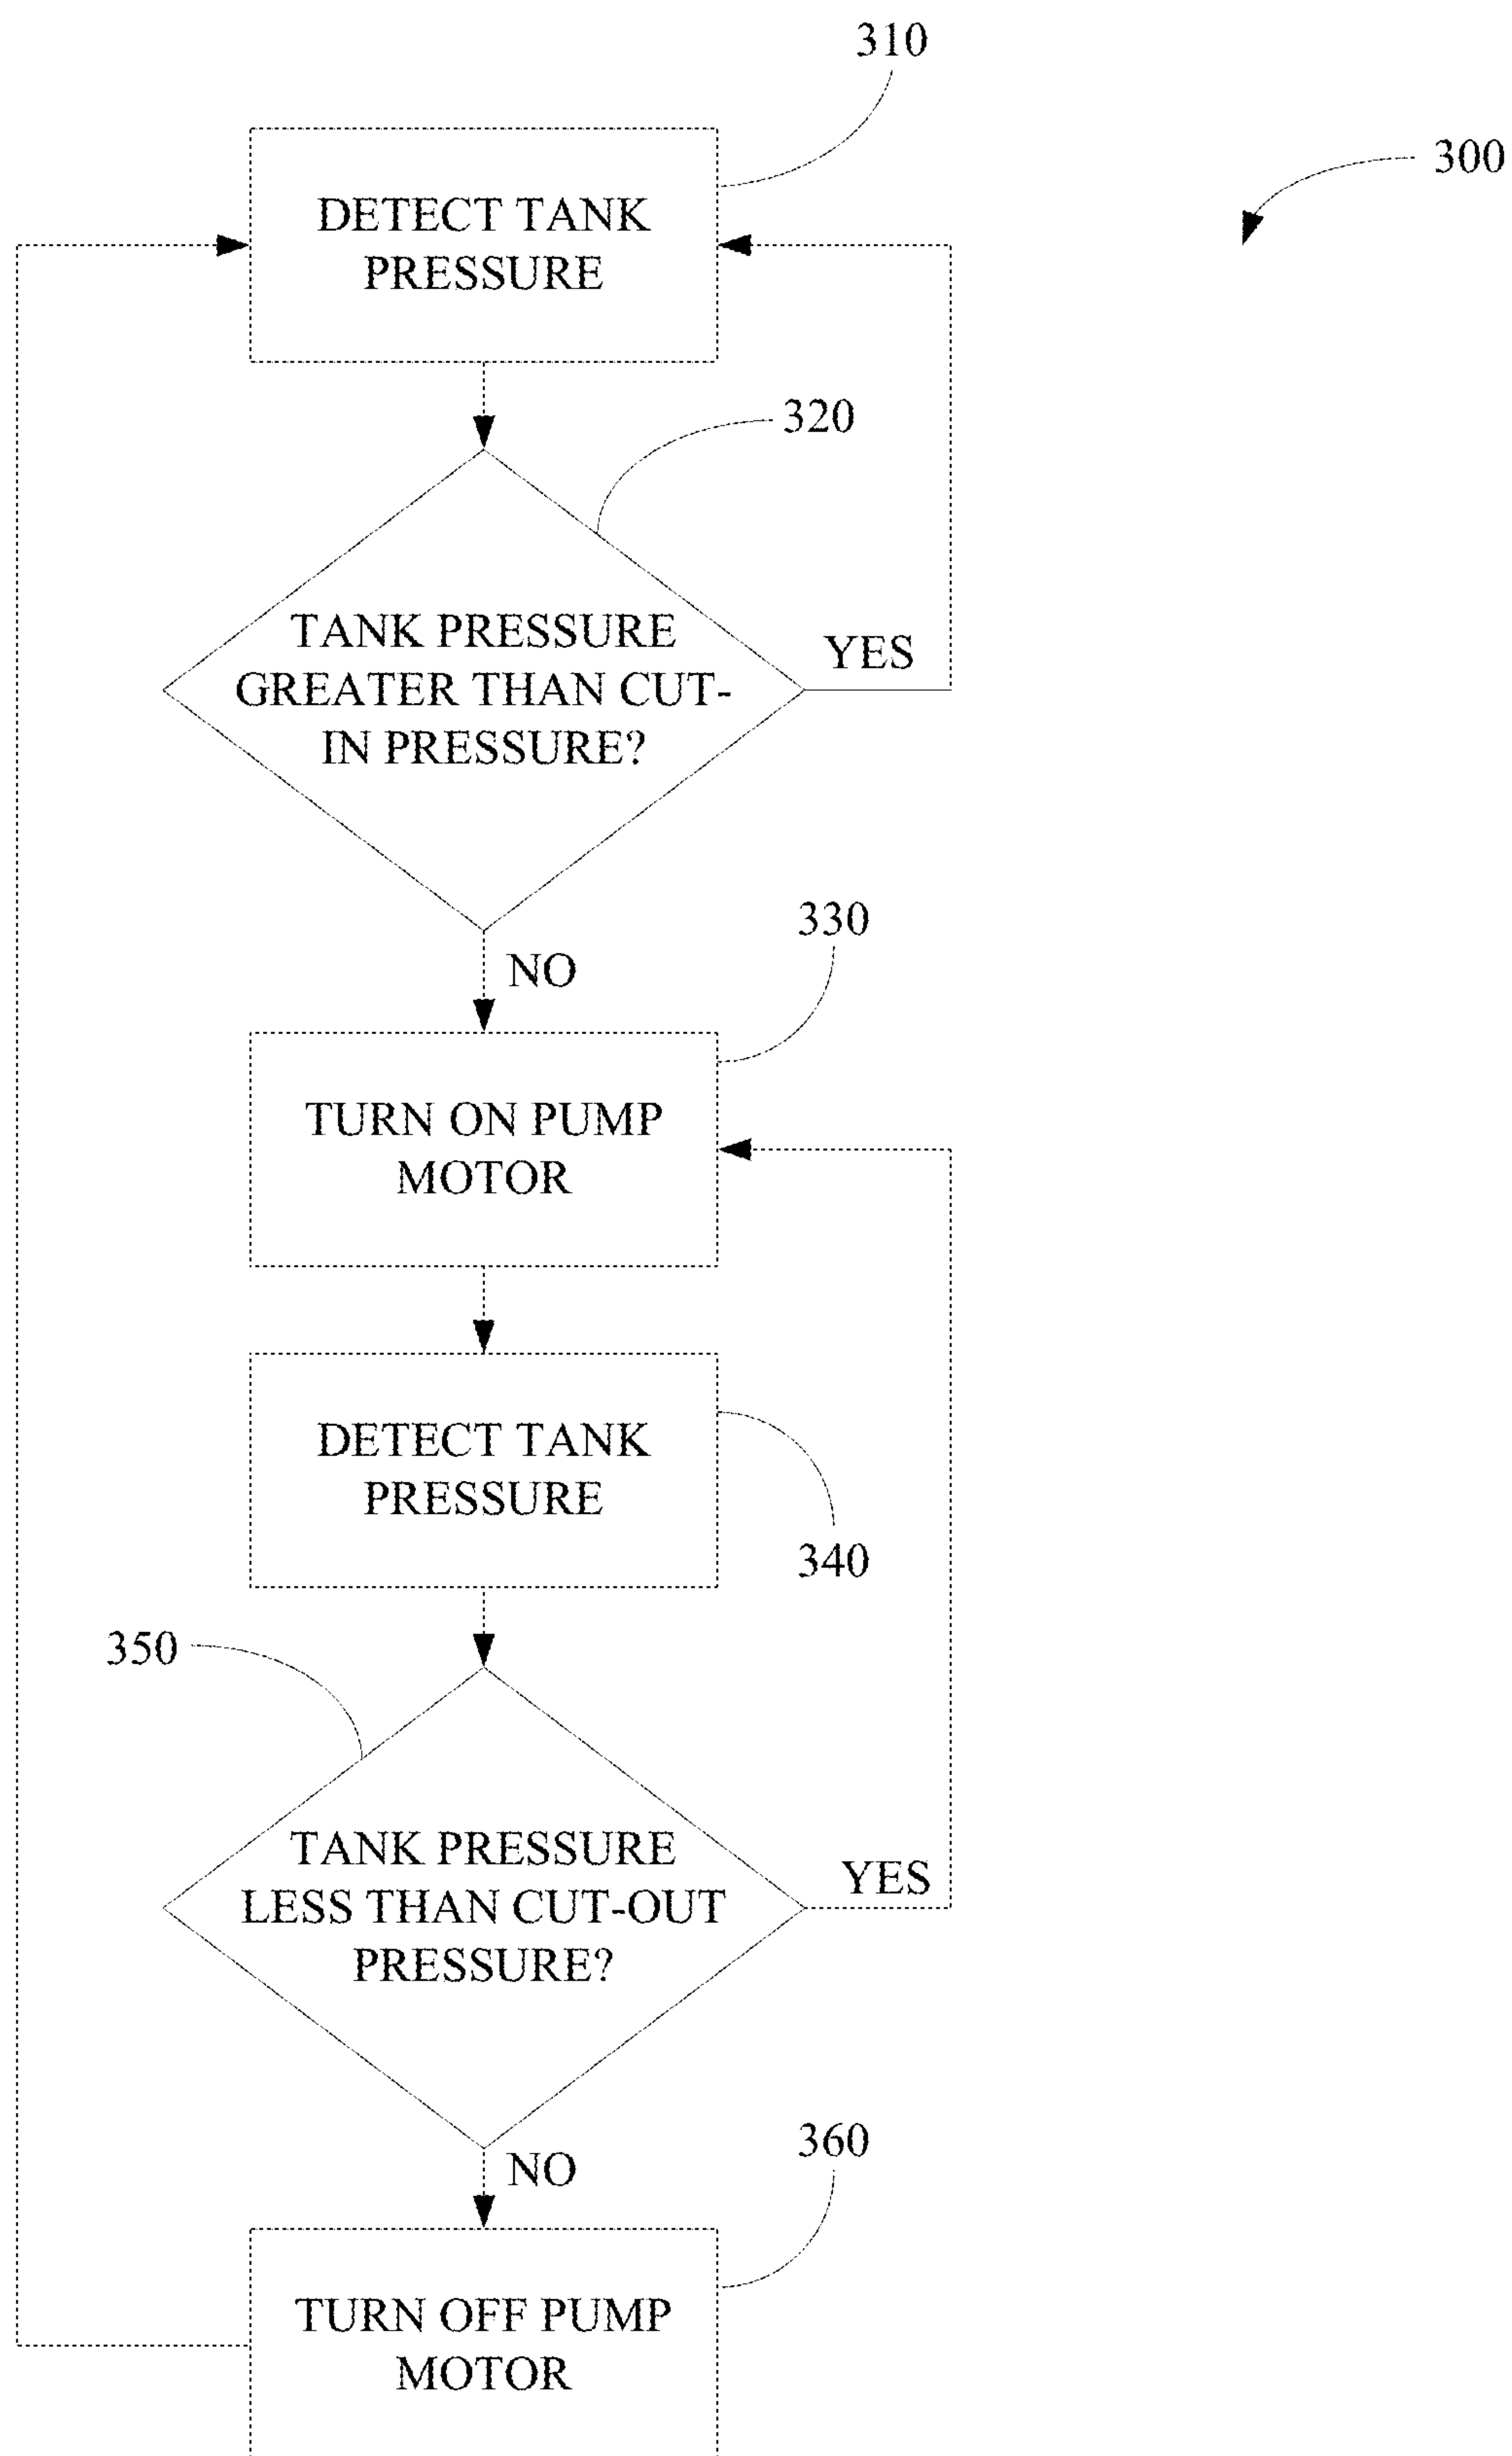 310
300
DETECT TANK
PRESSURE
320
TANK PRESSURE
GREATER THAN CUT-
IN PRESSURE?
YES
330
NO
TURN ON PUMP
MOTOR
DETECT TANK
PRESSURE
340
350
TANK PRESSURE
LESS THAN CUT-OUT
PRESSURE?
YES
360
NO
TURN OFF PUMP
MOTOR